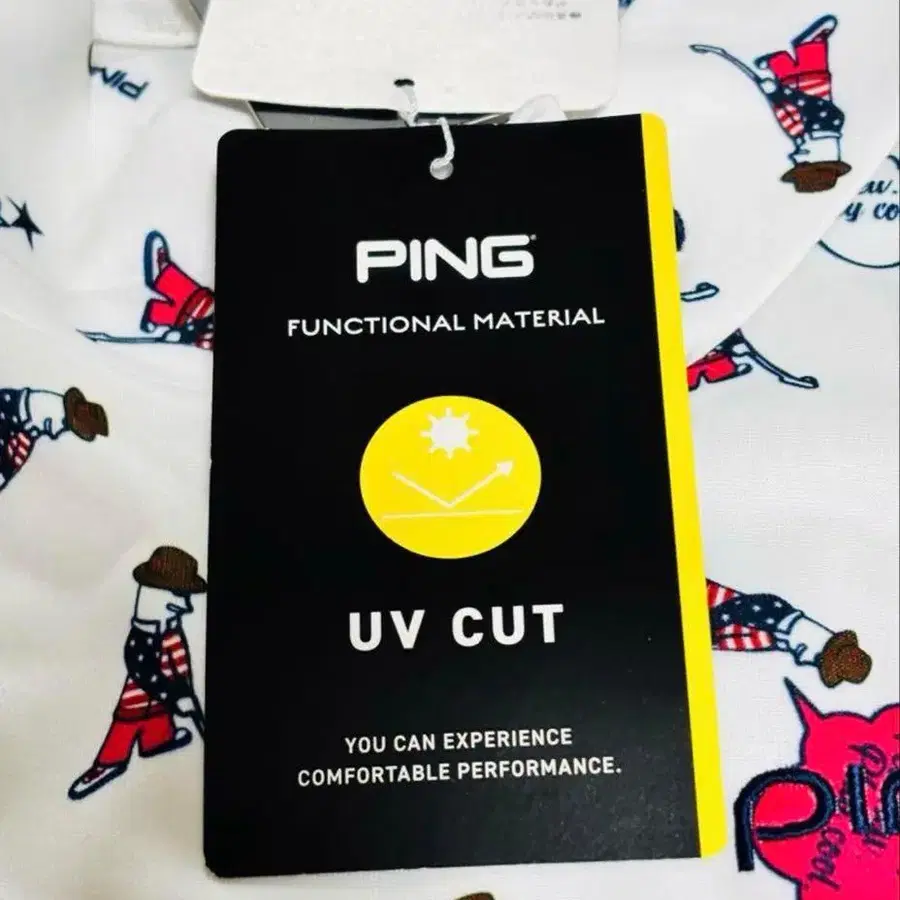 PING
FUNCTIONAL MATERIAL
UV CUT
YOU CAN EXPERIENCE
COMFORTABLE PERFORMANCE.